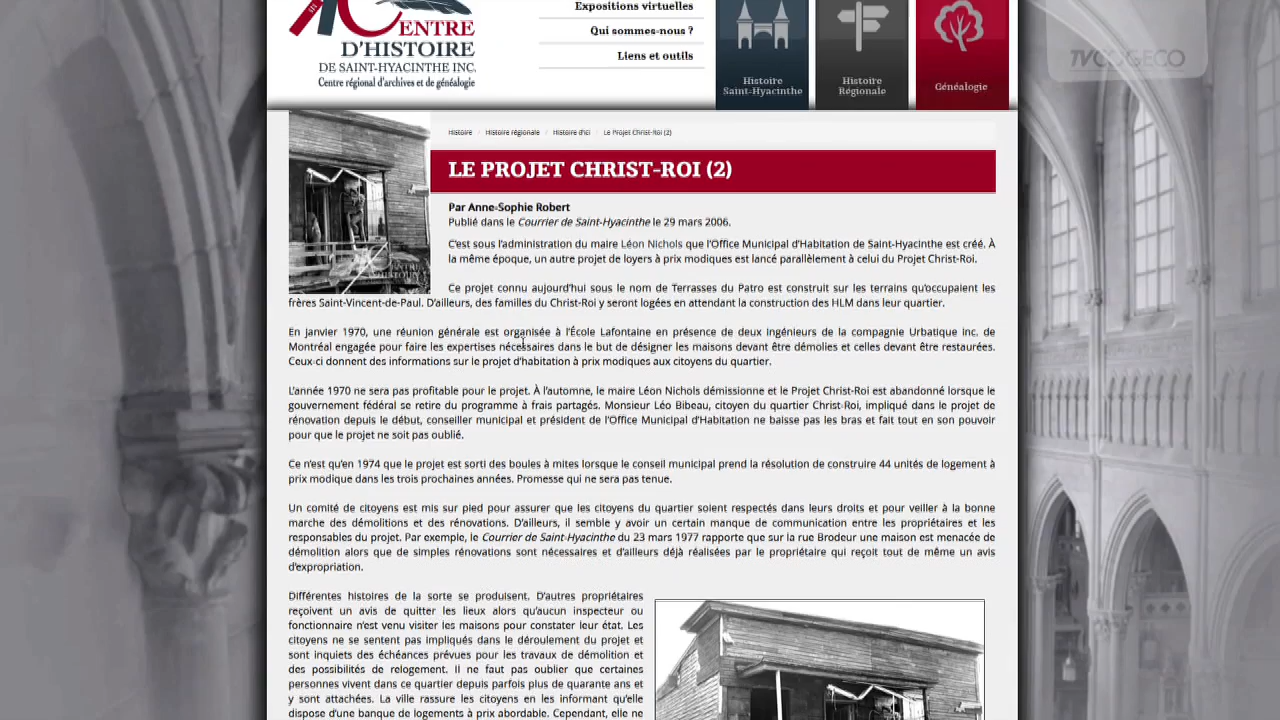 Expositions virtuelles
Qui sommes-nous ?
Liens et outils
CENTRE
D'HISTOIRE
DE SAINT-HYACINTHE INC.
Centre régional d'archives et de généalogie
Histoire
Saint-Hyacinthe
Histoire
Régionale
Généalogie
TVCOGECO
Histoire / Histoire régionale / Histoire d'ici / Le Projet Christ-Roi (2)
LE PROJET CHRIST-ROI (2)
Par Anne-Sophie Robert
Publié dans le Courrier de Saint-Hyacinthe le 29 mars 2006.
C'est sous l'administration du maire Léon Nichols que l'Office Municipal d'Habitation de Saint-Hyacinthe est créé. À
la même époque, un autre projet de loyers à prix modiques est lancé parallèlement à celui du Projet Christ-Roi.
Ce projet connu aujourd'hui sous le nom de Terrasses du Patro est construit sur les terrains qu'occupaient les
frères Saint-Vincent-de-Paul. D'ailleurs, des familles du Christ-Roi y seront logées en attendant la construction des HLM dans leur quartier.
En janvier 1970, une réunion générale est organisée à l'École Lafontaine en présence de deux ingénieurs de la compagnie Urbatique inc. de
Montréal engagée pour faire les expertises nécessaires dans le but de désigner les maisons devant être démolies et celles devant être restaurées.
Ceux-ci donnent des informations sur le projet d'habitation à prix modiques aux citoyens du quartier.
L'année 1970 ne sera pas profitable pour le projet. À l'automne, le maire Léon Nichols démissionne et le Projet Christ-Roi est abandonné lorsque le
gouvernement fédéral se retire du programme à frais partagés. Monsieur Léo Bibeau, citoyen du quartier Christ-Roi, impliqué dans le projet de
rénovation depuis le début, conseiller municipal et président de l'Office Municipal d'Habitation ne baisse pas les bras et fait tout en son pouvoir
pour que le projet ne soit pas oublié.
Ce n'est qu'en 1974 que le projet est sorti des boules à mites lorsque le conseil municipal prend la résolution de construire 44 unités de logement à
prix modique dans les trois prochaines années. Promesse qui ne sera pas tenue.
Un comité de citoyens est mis sur pied pour assurer que les citoyens du quartier soient respectés dans leurs droits et pour veiller à la bonne
marche des démolitions et des rénovations. D'ailleurs, il semble y avoir un certain manque de communication entre les propriétaires et les
responsables du projet. Par exemple, le Courrier de Saint-Hyacinthe du 23 mars 1977 rapporte que sur la rue Brodeur une maison est menacée de
démolition alors que de simples rénovations sont nécessaires et d'ailleurs déjà réalisées par le propriétaire qui reçoit tout de même un avis
d'expropriation.
Différentes histoires de la sorte se produisent. D'autres propriétaires
reçoivent un avis de quitter les lieux alors qu'aucun inspecteur ou
fonctionnaire n'est venu visiter les maisons pour constater leur état. Les
citoyens ne se sentent pas impliqués dans le déroulement du projet et
sont inquiets des échéances prévues pour les travaux de démolition et
des possibilités de relogement. Il ne faut pas oublier que certaines
personnes vivent dans ce quartier depuis parfois plus de quarante ans et
y sont attachées. La ville rassure les citoyens en les informant qu'elle
dispose d'une banque de logements à prix abordable. Cependant, elle ne